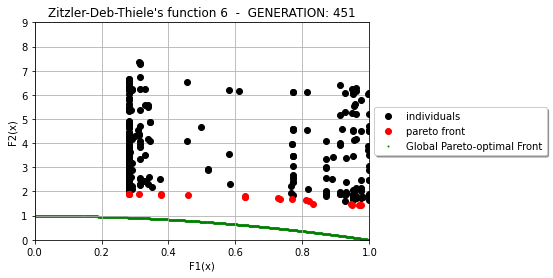 Zitzler-Deb-Thiele's function 6 - GENERATION: 451
F2(x)
9
8
7
6
5
4
3
2
1
0
0.0 0.2 0.4 0.6 0.8 1.0
F1(x)
individuals
pareto front
Global Pareto-optimal Front